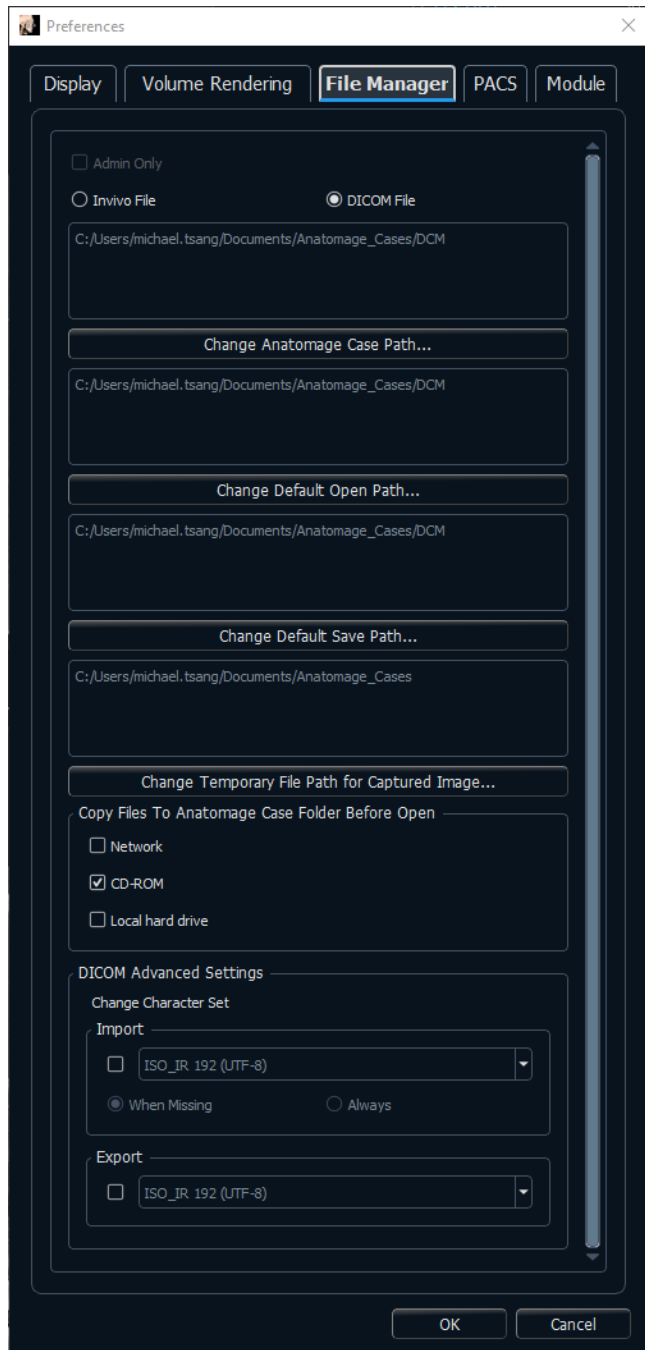 Preferences
Display Volume Rendering File Manager PACS Module
Admin Only
Invivo File DICOM File
C:/Users/michael.tsang/Documents/Anatomage_Cases/DCM
Change Anatomage Case Path...
C:/Users/michael.tsang/Documents/Anatomage_Cases/DCM
Change Default Open Path...
C:/Users/michael.tsang/Documents/Anatomage_Cases/DCM
Change Default Save Path...
C:/Users/michael.tsang/Documents/Anatomage_Cases
Change Temporary File Path for Captured Image...
Copy Files To Anatomage Case Folder Before Open
Network
CD-ROM
Local hard drive
DICOM Advanced Settings
Change Character Set
Import
ISO_IR 192 (UTF-8)
When Missing Always
Export
ISO_IR 192 (UTF-8)
OK Cancel